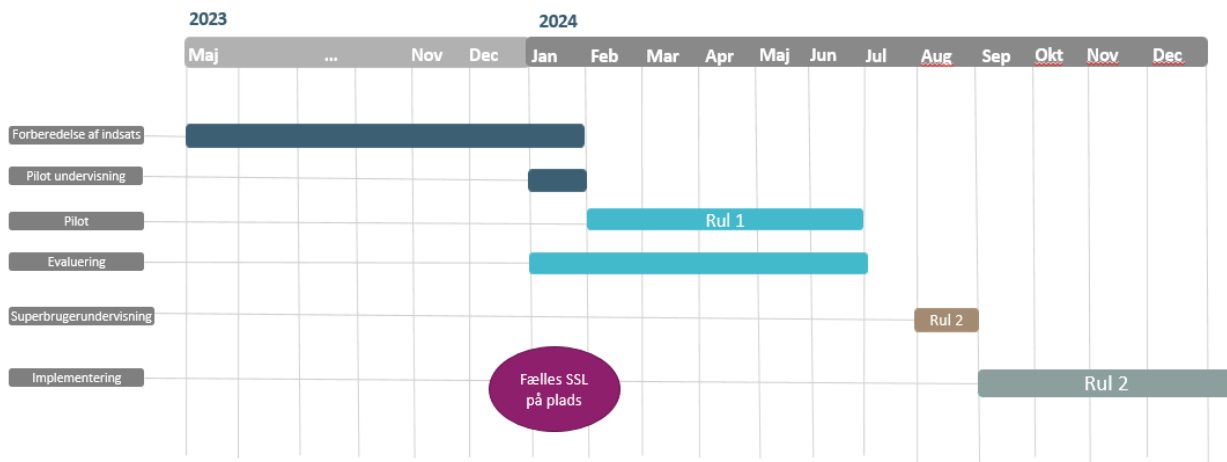 2023 2024
Maj ... Nov Dec Jan Feb Mar Apr Maj Jun Jul Aug Sep Okt Nov Dec
Forberedelse af indsats
Pilot undervisning
Pilot Rul 1
Evaluering
Superbrugerundervisning Rul 2
Implementering Rul 2
Fælles SSL
på plads